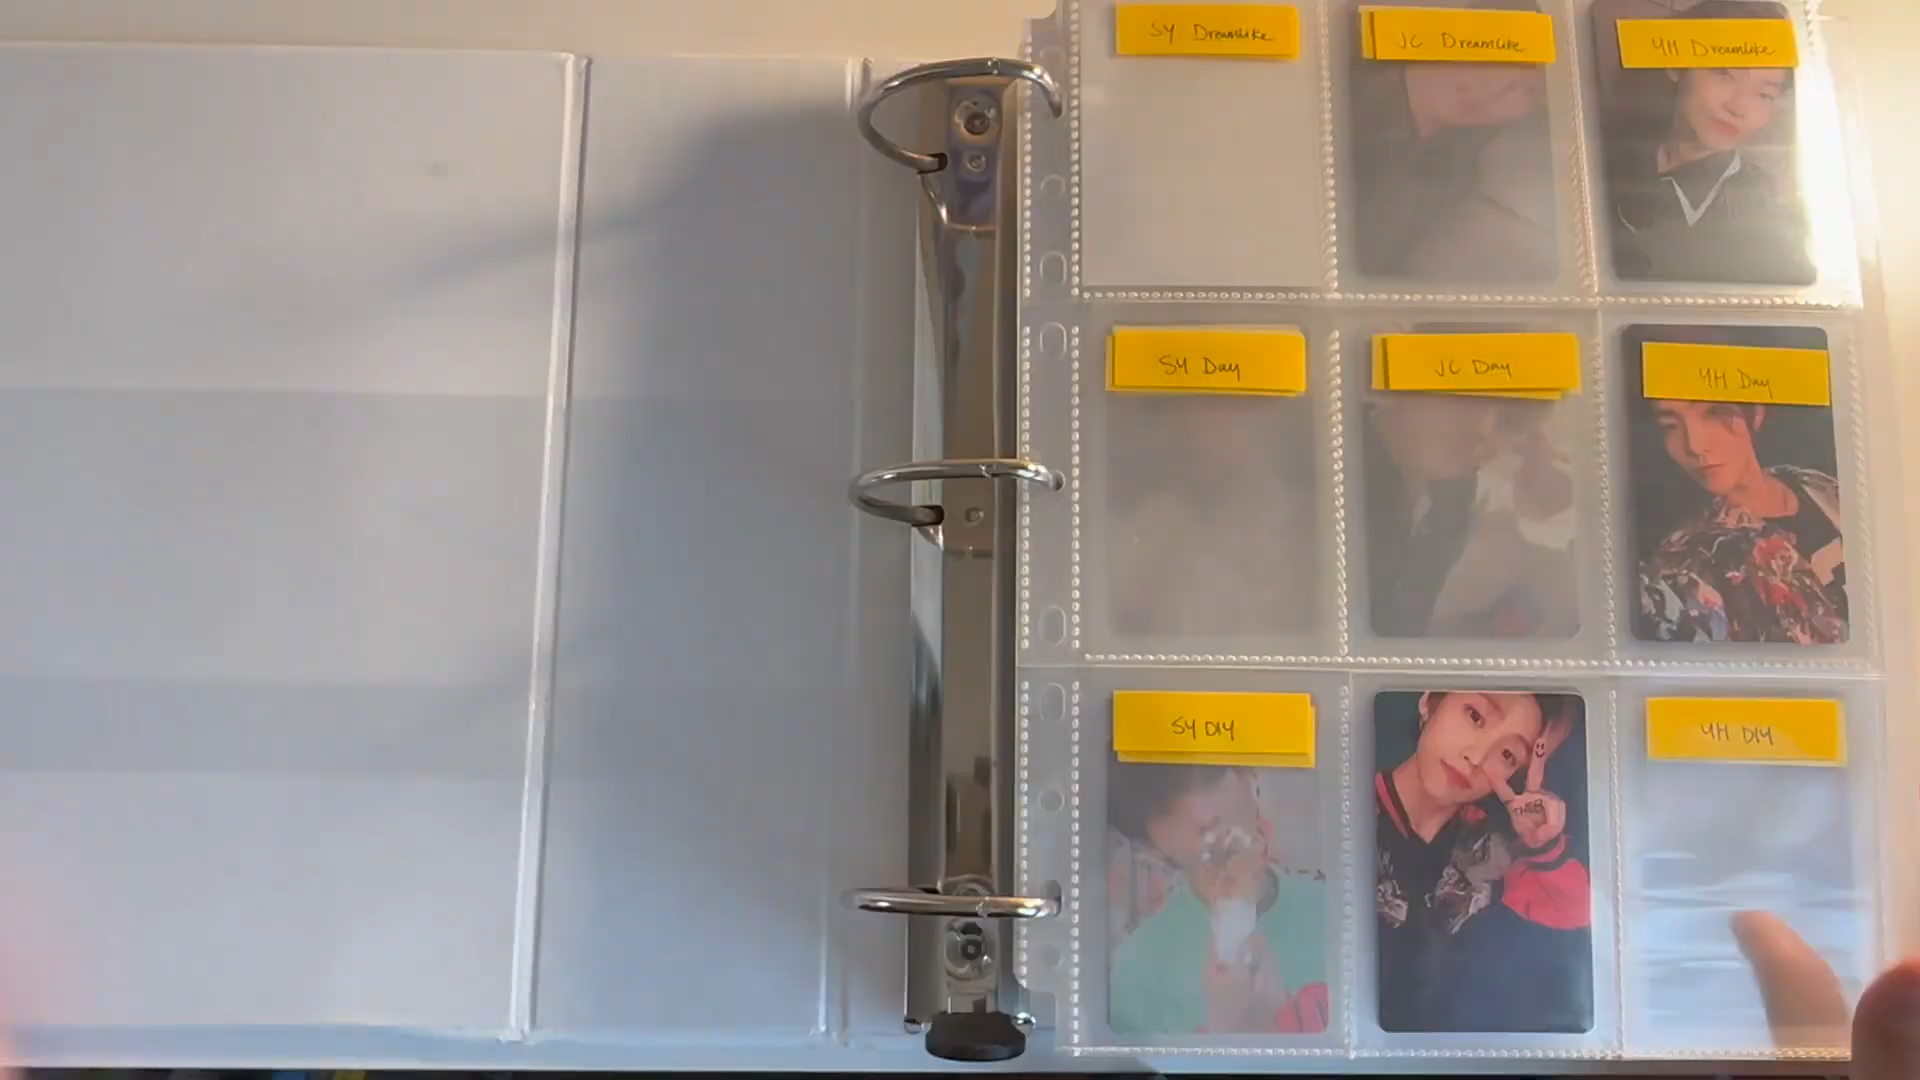 SY Dreamlike
JC Dreamlike
YH Dreamlike
SY Day
JC Day
YH Day
SY DIY
YH DIY